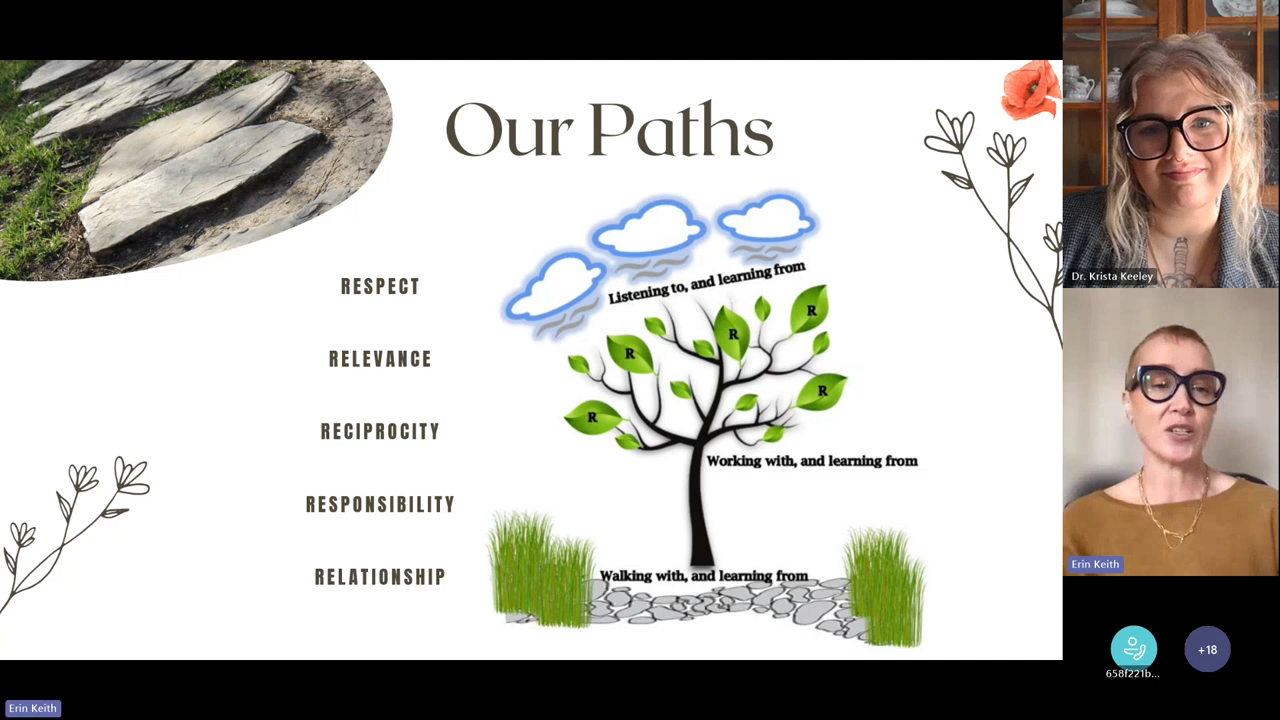 Our Paths
RESPECT
RELEVANCE
RECIPROCITY
RESPONSIBILITY
RELATIONSHIP
Listening to, and learning from
R
R
R
R
R
Working with, and learning from
Walking with, and learning from
Dr. Krista Keeley
Erin Keith
658f221b...
+18
Erin Keith